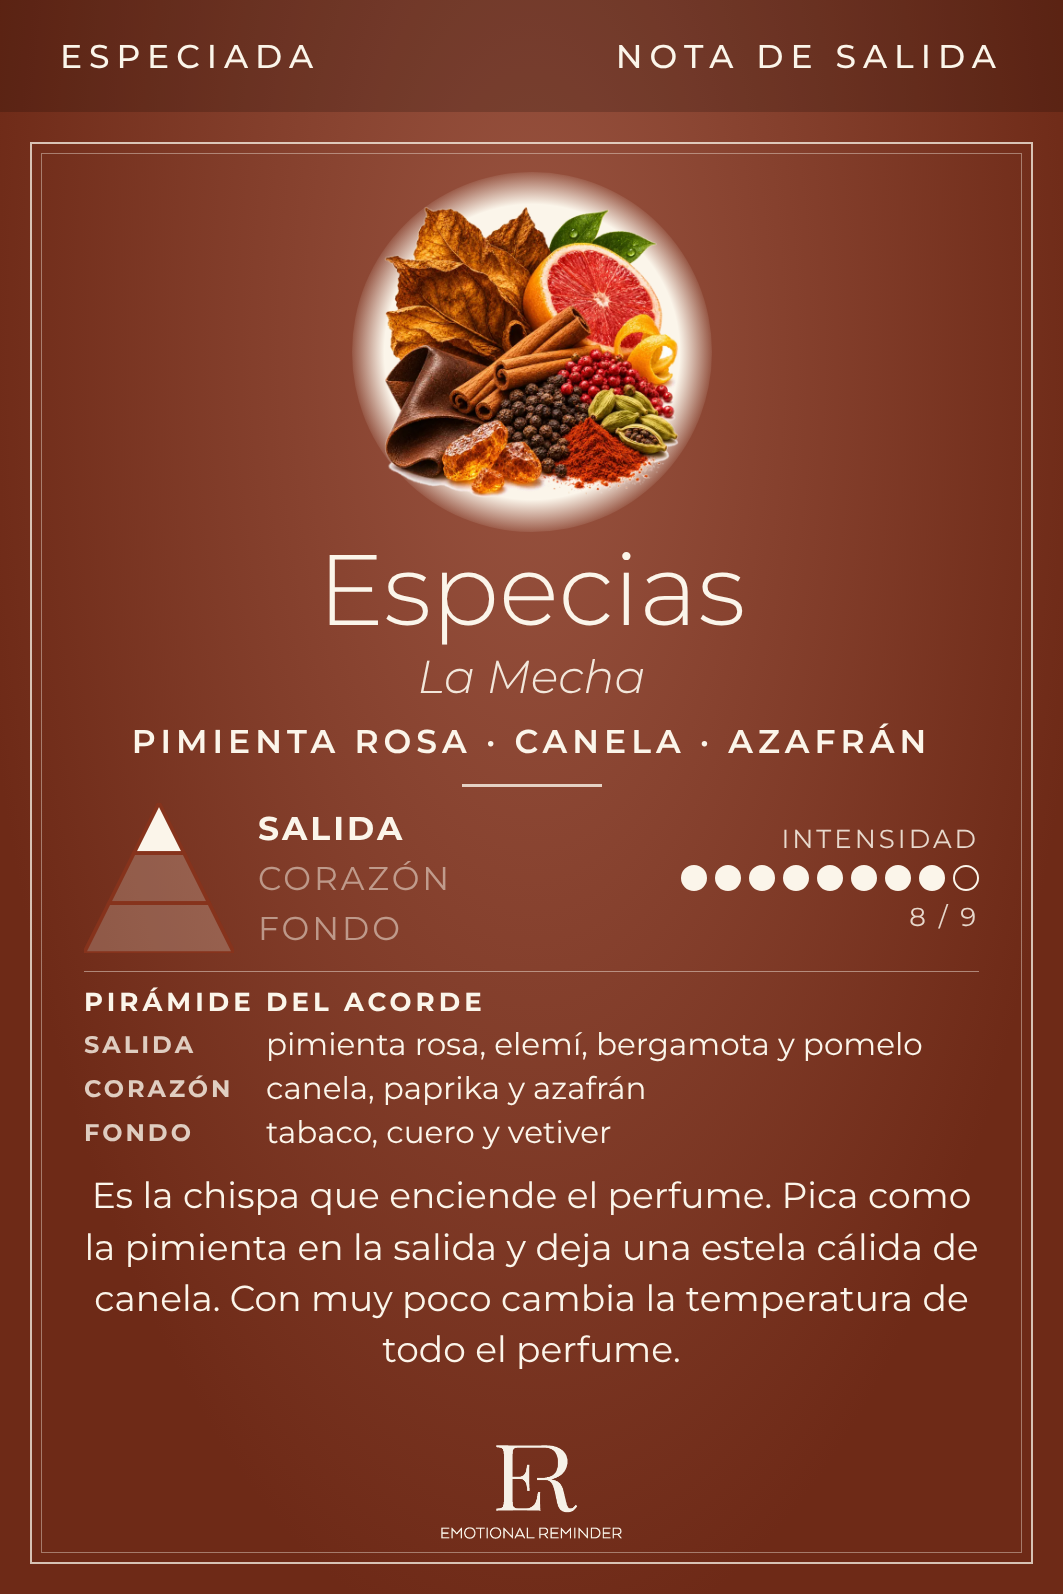 ESPECIADA
NOTA DE SALIDA
Especias
La Mecha
PIMIENTA ROSA · CANELA · AZAFRÁN
SALIDA
CORAZÓN
FONDO
INTENSIDAD
8 / 9
PIRÁMIDE DEL ACORDE
SALIDA pimienta rosa, elemí, bergamota y pomelo
CORAZÓN canela, paprika y azafrán
FONDO tabaco, cuero y vetiver
Es la chispa que enciende el perfume. Pica como
la pimienta en la salida y deja una estela cálida de
canela. Con muy poco cambia la temperatura de
todo el perfume.
ER
EMOTIONAL REMINDER